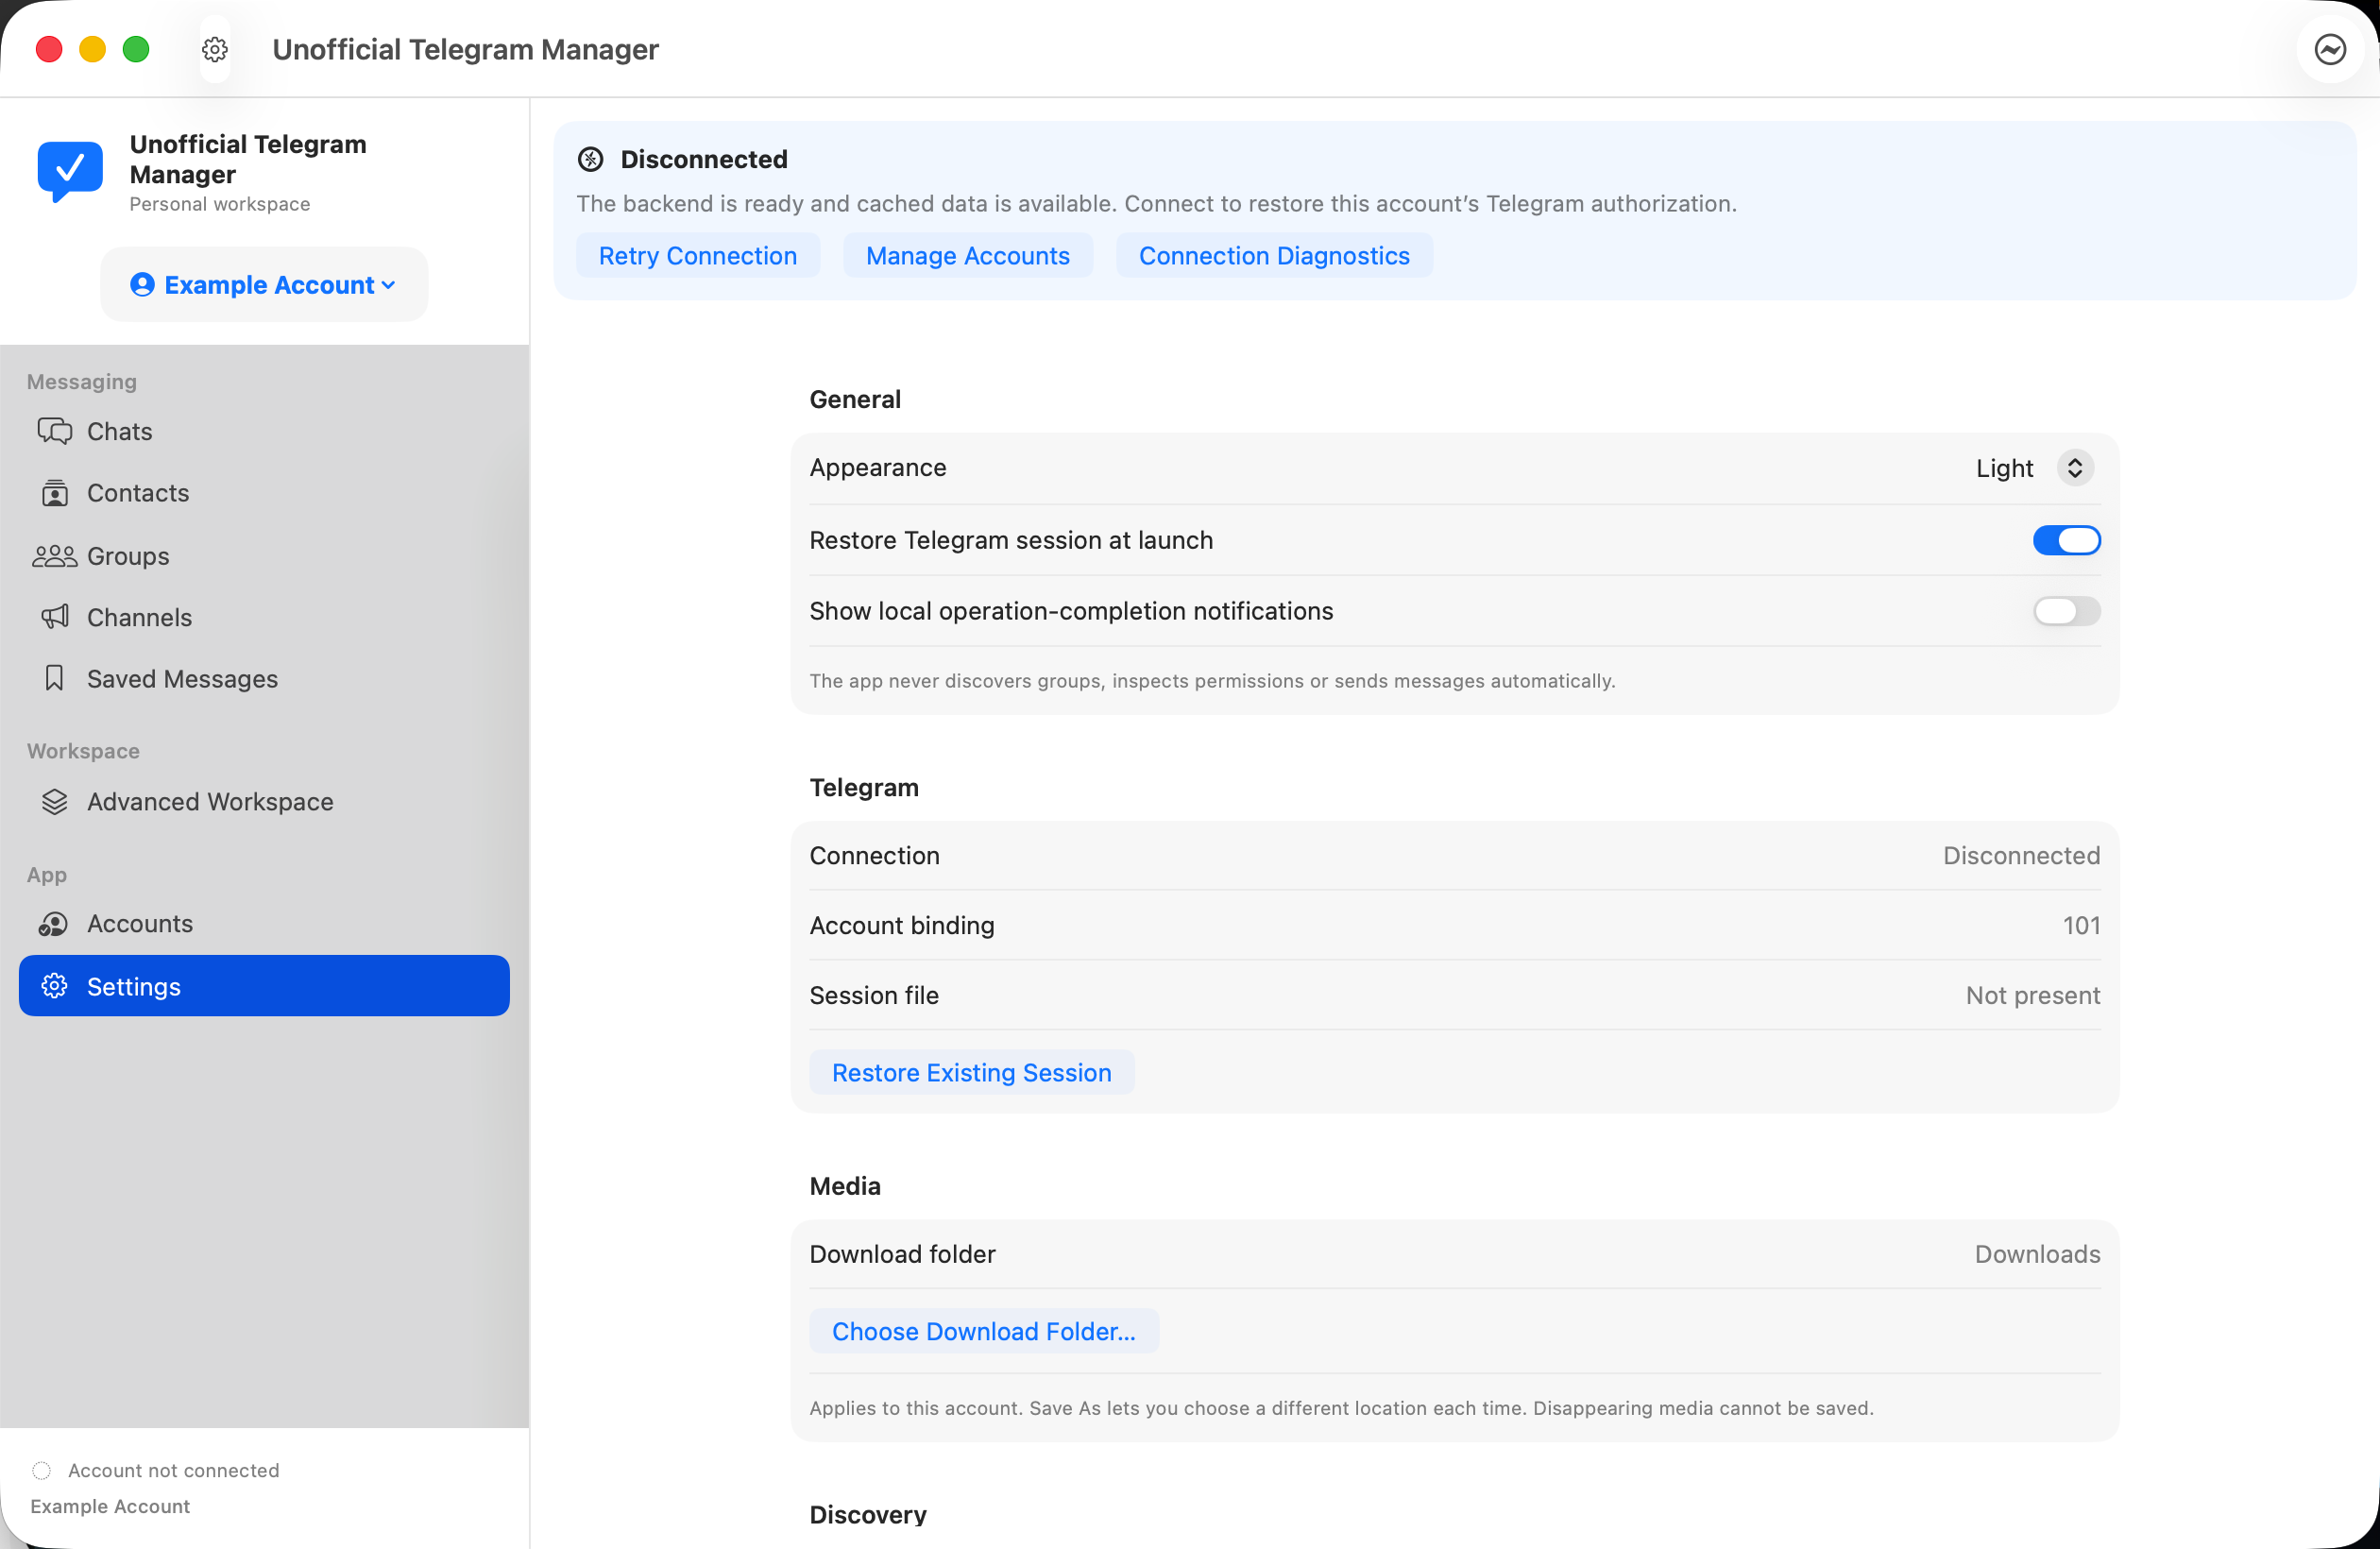 Unofficial Telegram Manager
Unofficial Telegram
Manager
Personal workspace
Example Account
Messaging
Chats
Contacts
Groups
Channels
Saved Messages
Workspace
Advanced Workspace
App
Accounts
Settings
Account not connected
Example Account
Disconnected
The backend is ready and cached data is available. Connect to restore this account’s Telegram authorization.
Retry Connection
Manage Accounts
Connection Diagnostics
General
Appearance
Light
Restore Telegram session at launch
Show local operation-completion notifications
The app never discovers groups, inspects permissions or sends messages automatically.
Telegram
Connection
Disconnected
Account binding
101
Session file
Not present
Restore Existing Session
Media
Download folder
Downloads
Choose Download Folder...
Applies to this account. Save As lets you choose a different location each time. Disappearing media cannot be saved.
Discovery